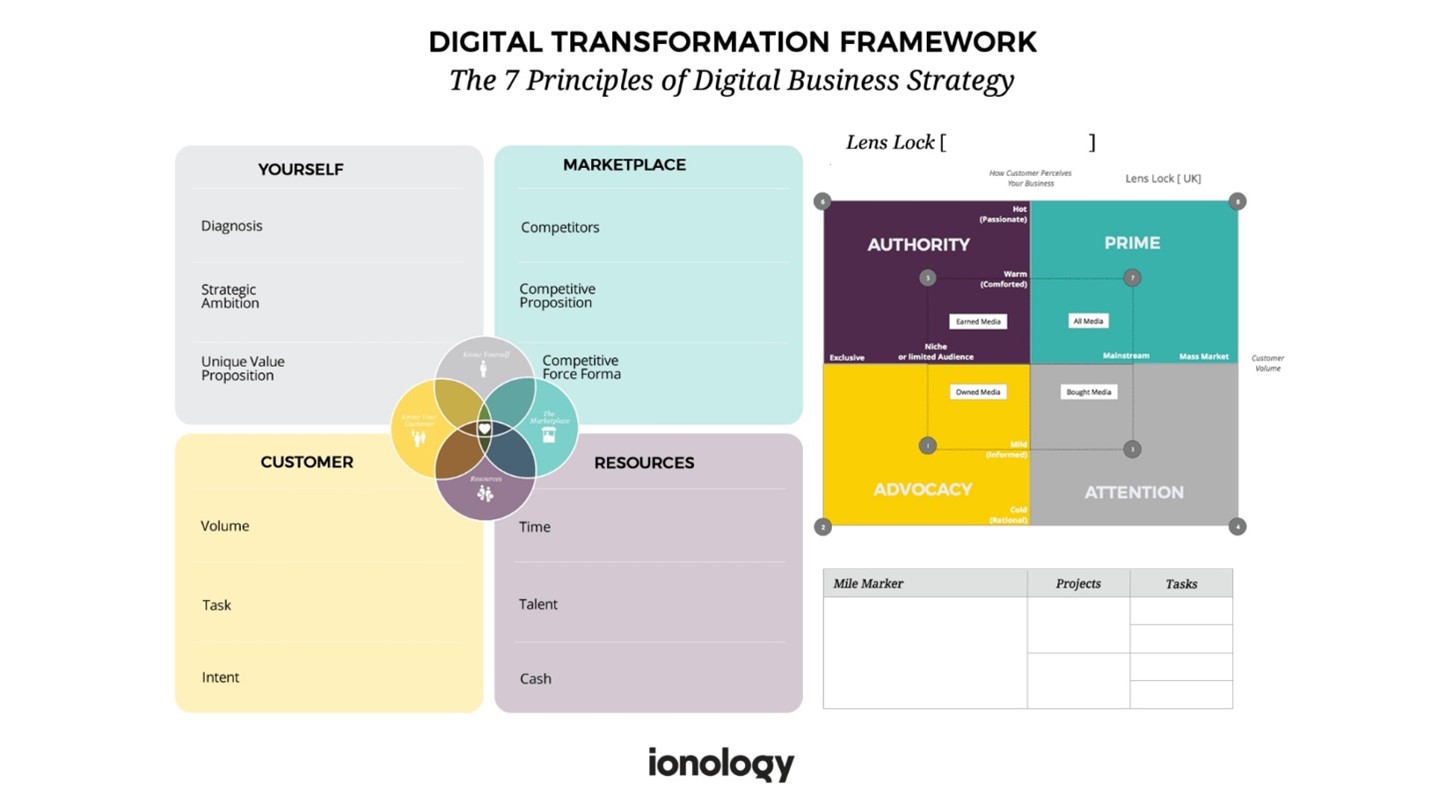 DIGITAL TRANSFORMATION FRAMEWORK
The 7 Principles of Digital Business Strategy
YOURSELF
Diagnosis
Strategic
Ambition
Unique Value
Proposition
MARKETPLACE
Competitors
Competitive
Proposition
Competitive
Force Forma
Know Yourself
Know Your
Customer
The
Marketplace
Resources
CUSTOMER
Volume
Task
Intent
RESOURCES
Time
Talent
Cash
Lens Lock [ ]
How Customer Perceives
Your Business
Lens Lock [ UK]
6
8
Hot
(Passionate)
AUTHORITY
PRIME
5
Warm
(Comforted)
7
Earned Media
All Media
Niche
or limited Audience
Exclusive
Mainstream
Mass Market
Customer
Volume
Owned Media
Bought Media
1
Mild
(Informed)
3
ADVOCACY
ATTENTION
Cold
(Rational)
2
4
Mile Marker
Projects
Tasks
ionology